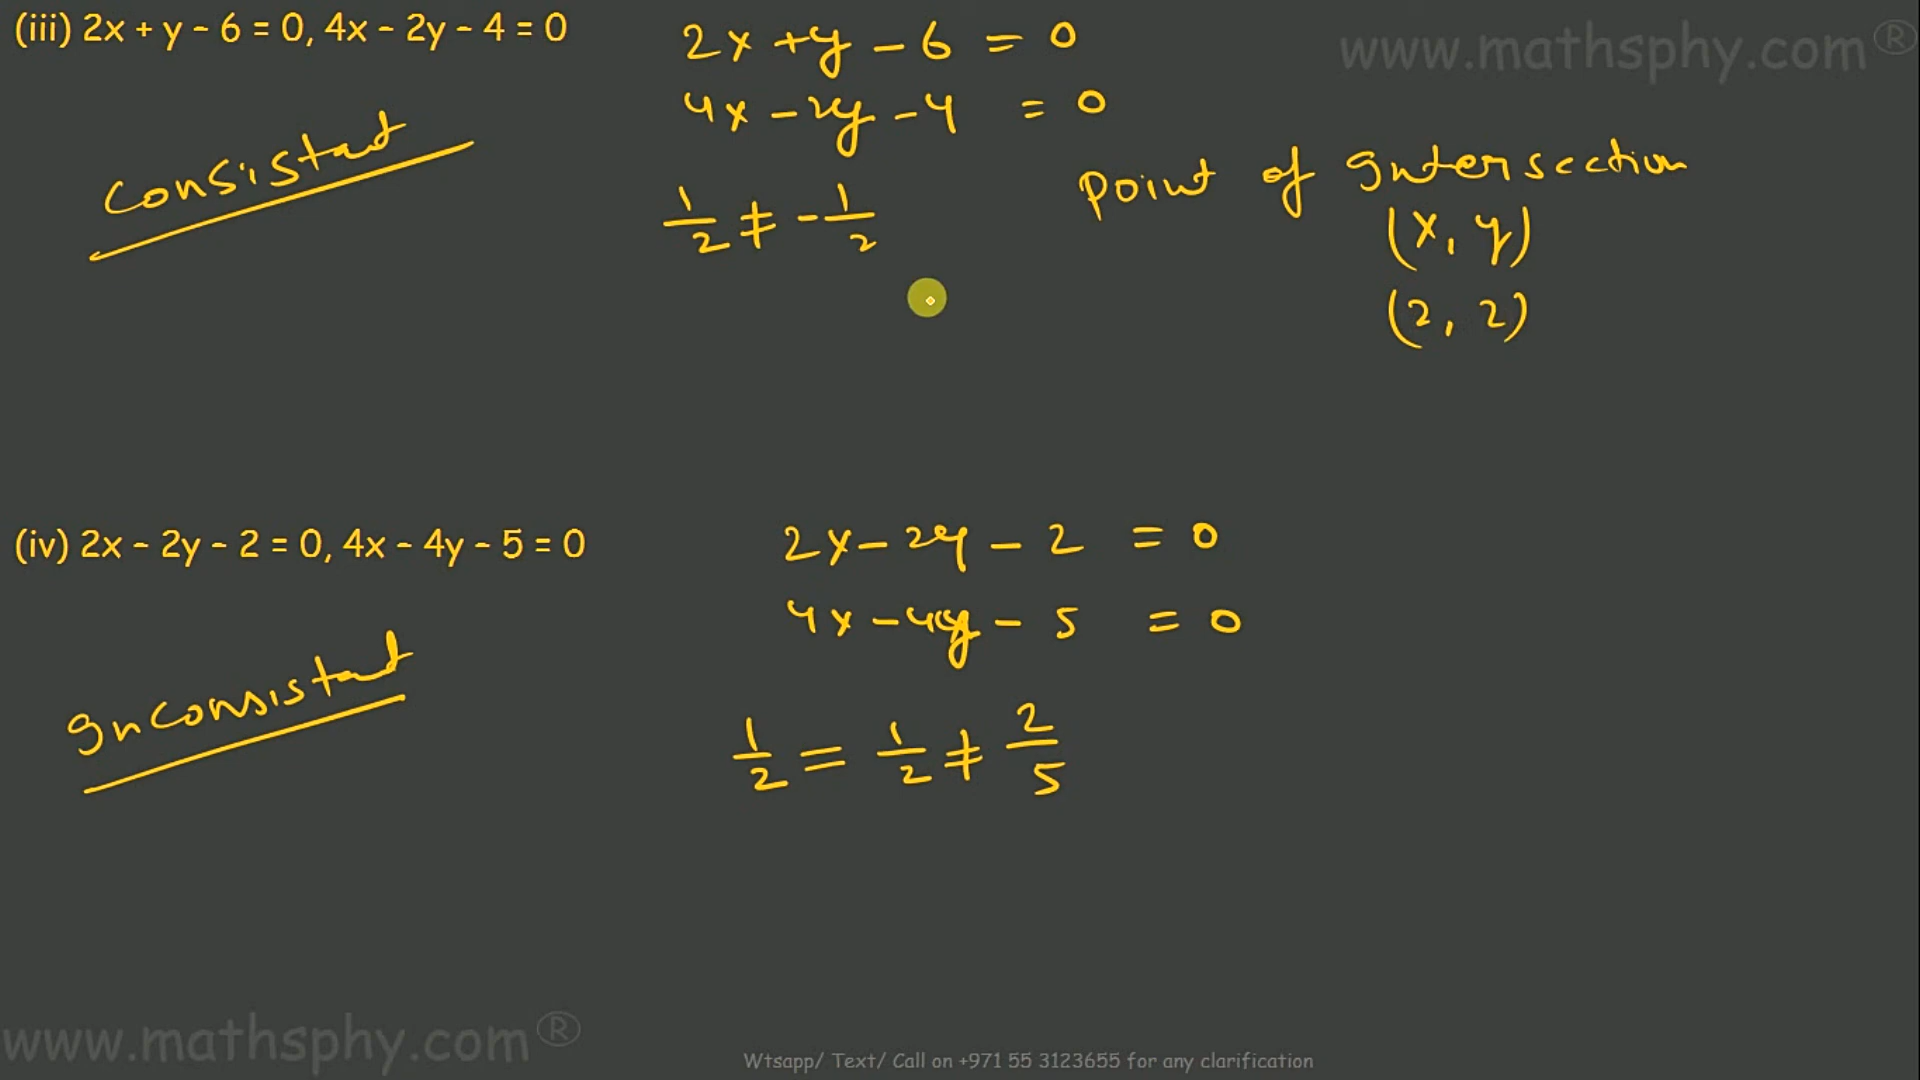 (iii) 2x + y - 6 = 0, 4x - 2y - 4 = 0
2x + y - 6 = 0
www.mathsphy.com®
4x - 2y - 4 = 0
Consistant
Point of Intersection
1/2 ≠ -1/2
(x, y)
(2, 2)
(iv) 2x - 2y - 2 = 0, 4x - 4y - 5 = 0
2x - 2y - 2 = 0
4x - 4y - 5 = 0
Inconsistant
1/2 = 1/2 ≠ 2/5
www.mathsphy.com®
Wtsapp/ Text/ Call on +971 55 3123655 for any clarification